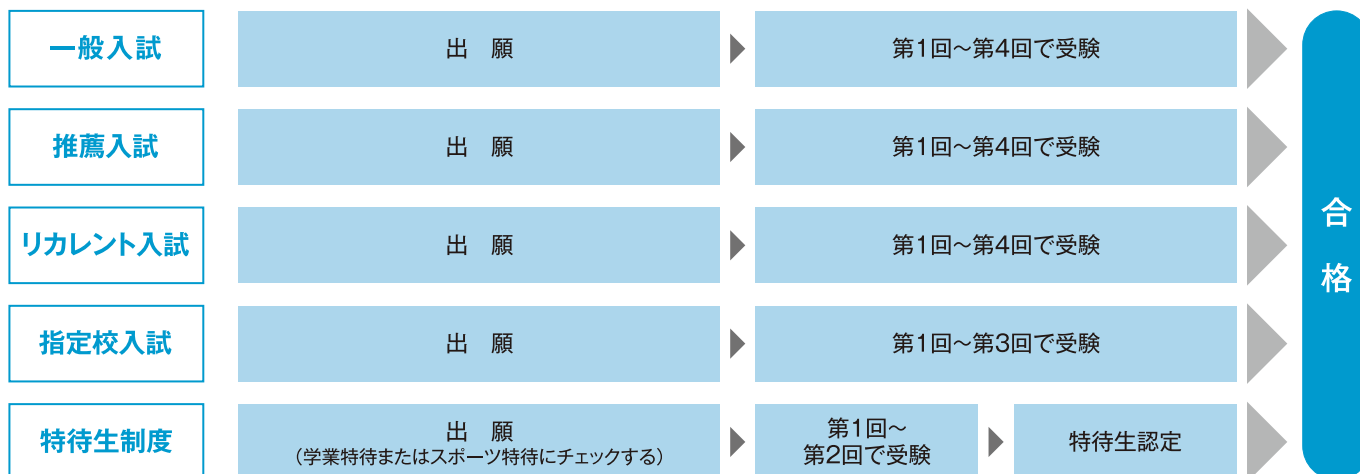 一般入試
出　願
第1回～第4回で受験
推薦入試
出　願
第1回～第4回で受験
リカレント入試
出　願
第1回～第4回で受験
指定校入試
出　願
第1回～第3回で受験
特待生制度
出　願
（学業特待またはスポーツ特待にチェックする）
第1回～
第2回で受験
特待生認定
合格